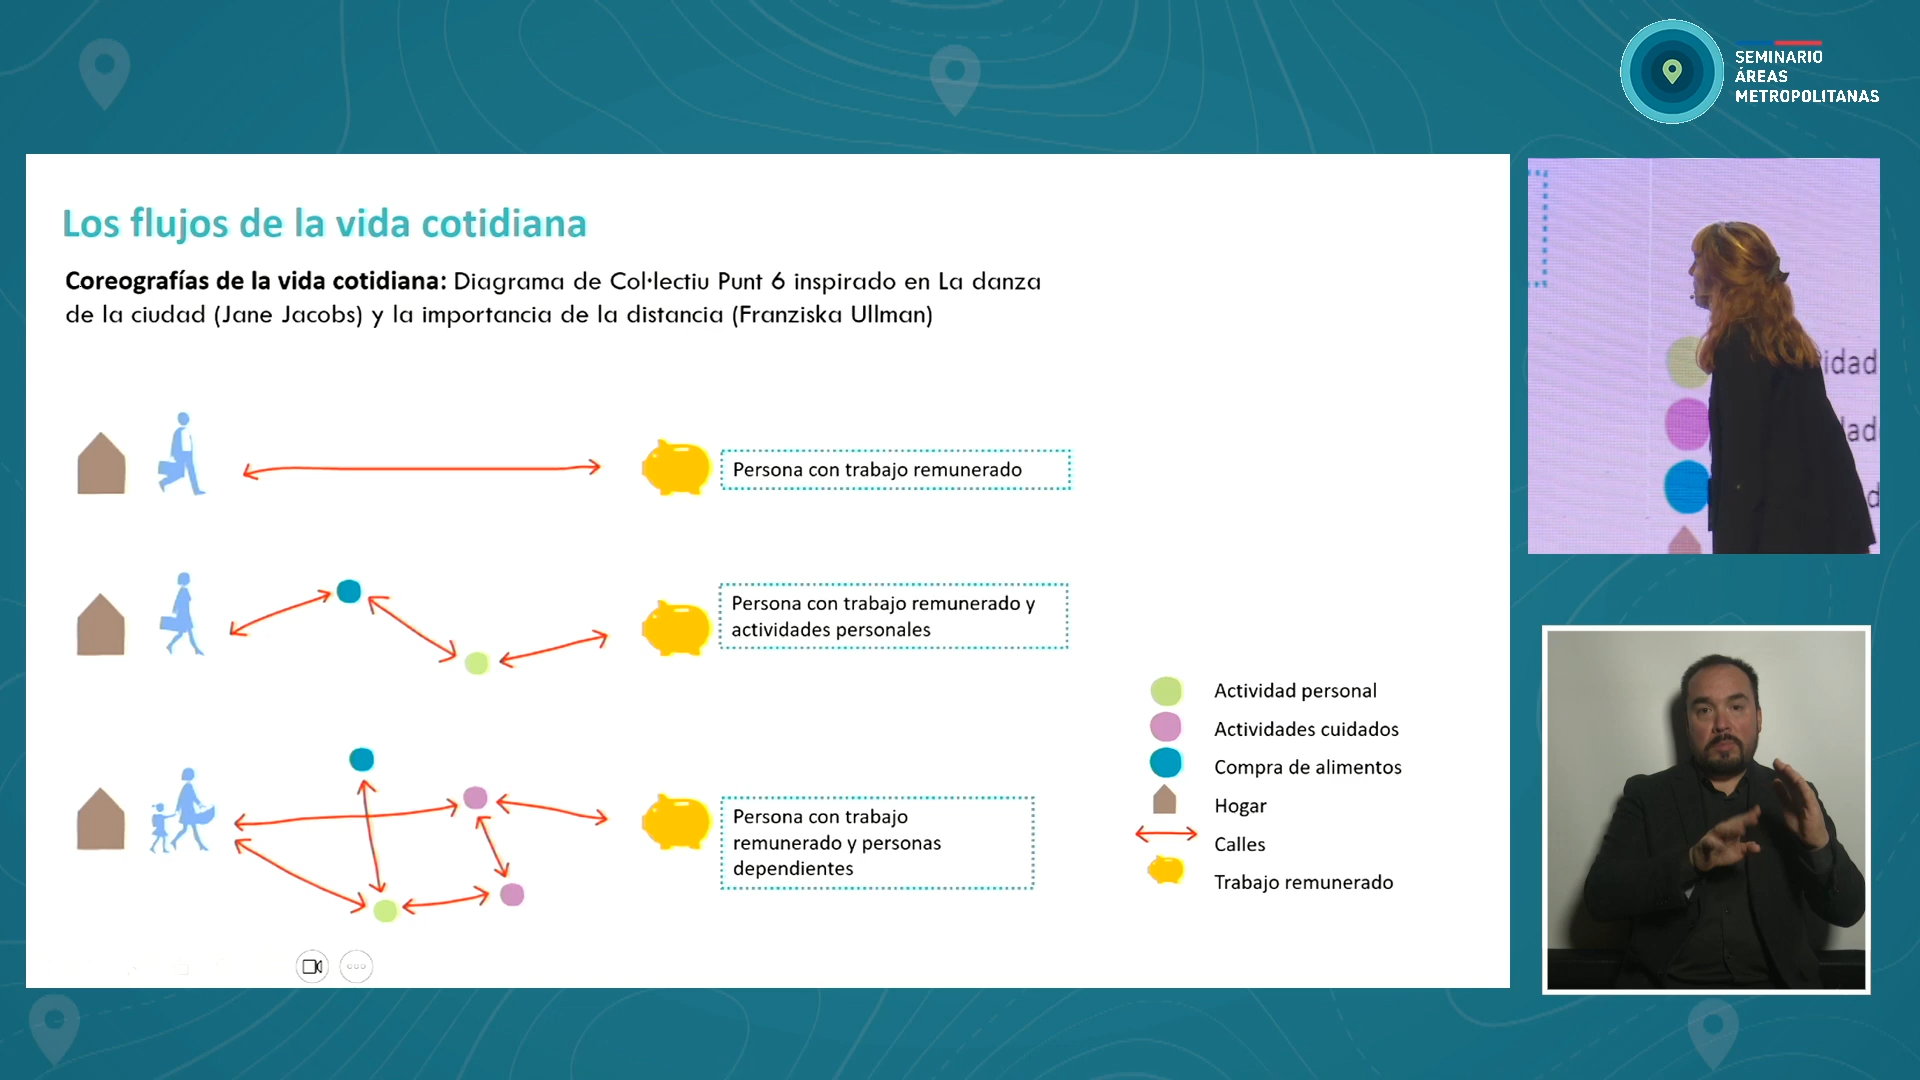 SEMINARIO
ÁREAS
METROPOLITANAS
Los flujos de la vida cotidiana
Coreografías de la vida cotidiana: Diagrama de Col·lectiu Punt 6 inspirado en La danza
de la ciudad (Jane Jacobs) y la importancia de la distancia (Franziska Ullman)
Persona con trabajo remunerado
Persona con trabajo remunerado y
actividades personales
Persona con trabajo
remunerado y personas
dependientes
Actividad personal
Actividades cuidados
Compra de alimentos
Hogar
Calles
Trabajo remunerado
idad